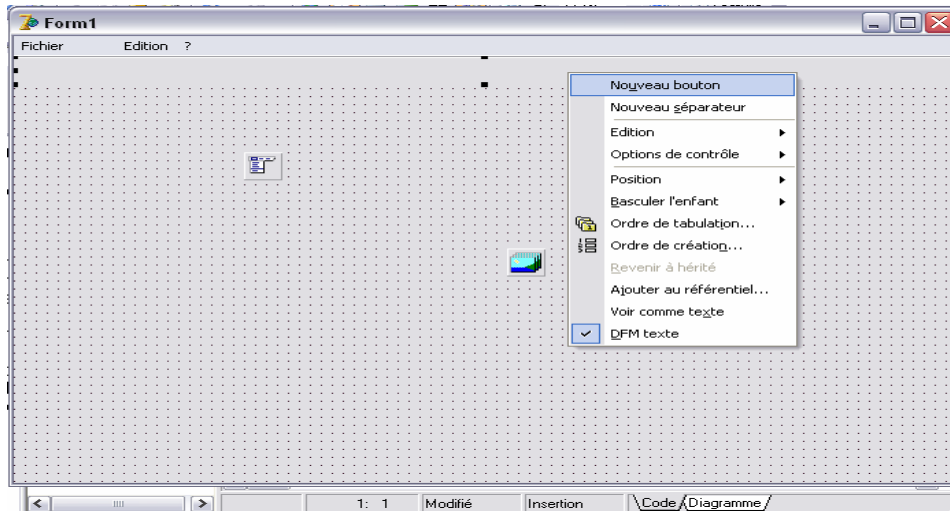 Form1
Fichier Edition ?
Nouveau bouton
Nouveau séparateur
Edition
Options de contrôle
Position
Basculer l'enfant
Ordre de tabulation...
Ordre de création...
Revenir à hérité
Ajouter au référentiel...
Voir comme texte
DFM texte
1: 1 Modifié Insertion Code Diagramme